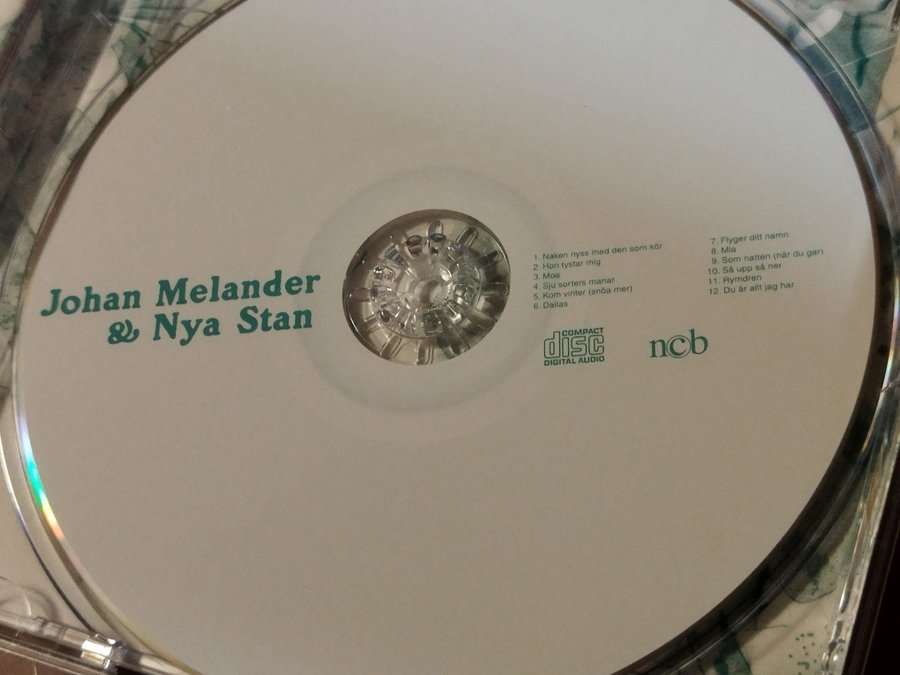 Johan Melander
& Nya Stan
1. Naken nyss med den som kör
2. Hon tystar mig
3. Moa
4. Sju sorters manar
5. Kom vinter (snöa mer)
6. Dallas
7. Flyger ditt namn
8. Mia
9. Som natten (när du går)
10. Så upp så ner
11. Rymdren
12. Du är allt jag har
COMPACT
disc
DIGITAL AUDIO
ncb